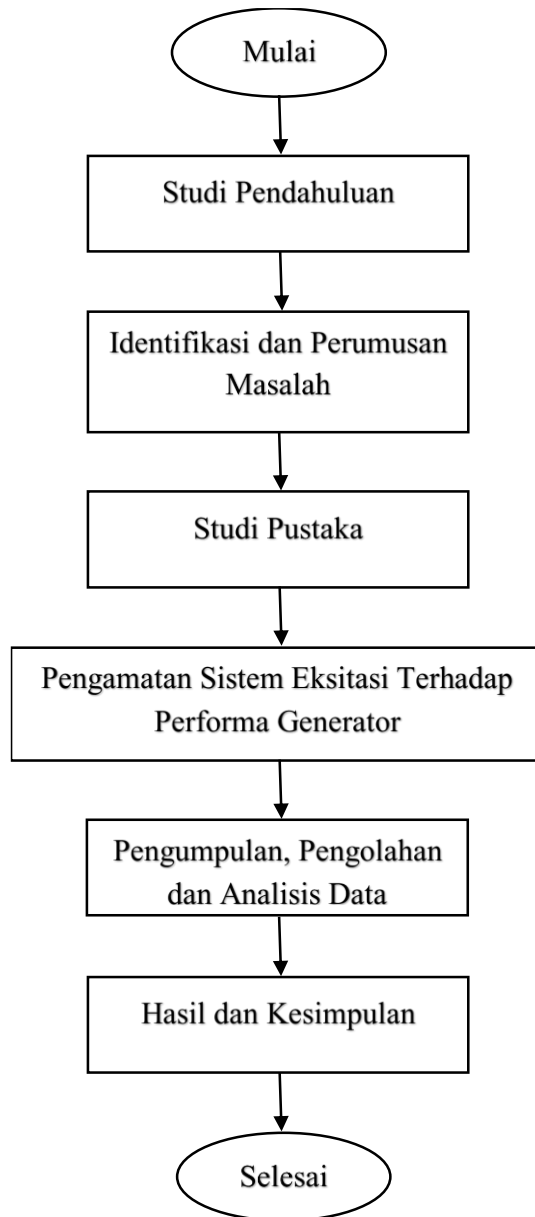 Mulai
Studi Pendahuluan
Identifikasi dan Perumusan
Masalah
Studi Pustaka
Pengamatan Sistem Eksitasi Terhadap
Performa Generator
Pengumpulan, Pengolahan
dan Analisis Data
Hasil dan Kesimpulan
Selesai